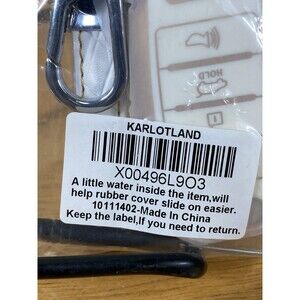 HOLD
KARLOTLAND
X00496L9O3
A little water inside the item,will
help rubber cover slide on easier.
10111402-Made In China
Keep the label,If you need to return.